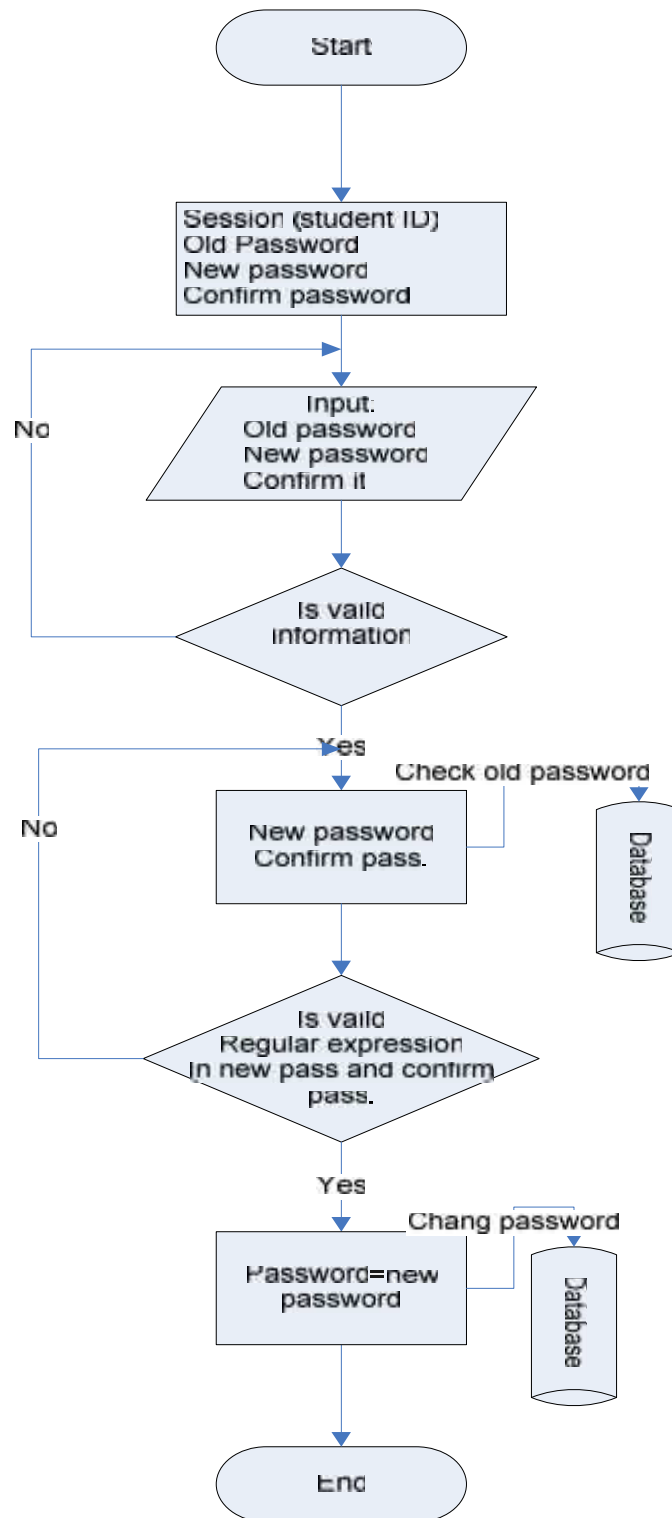 Start
Session (student ID)
Old Password
New password
Confirm password
No
Input:
Old password
New password
Confirm it
Is vaild
information
Yes
Check old password
No
New password
Confirm pass.
Database
Is vaild
Regular expression
In new pass and confirm
pass.
Yes
Chang password
Password=new
password
Database
End